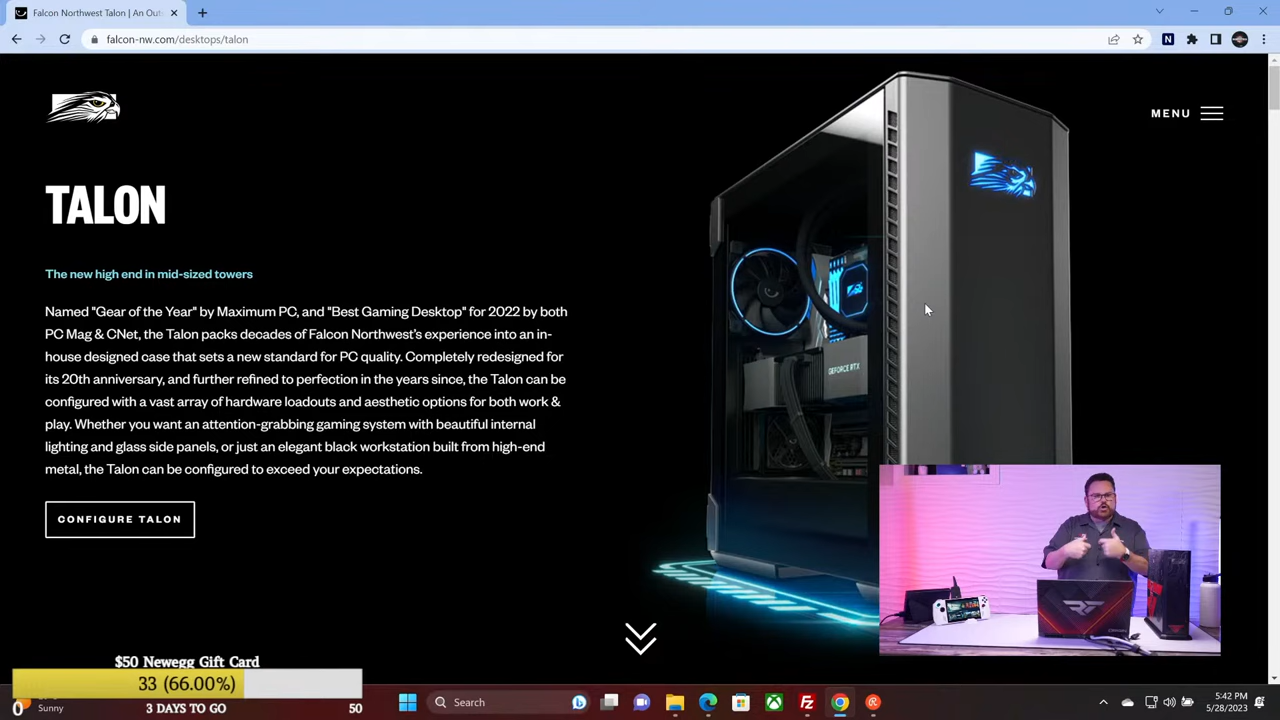 Falcon Northwest Talon | An Outs
falcon-nw.com/desktops/talon
MENU
TALON
The new high end in mid-sized towers
Named "Gear of the Year" by Maximum PC, and "Best Gaming Desktop" for 2022 by both
PC Mag & CNet, the Talon packs decades of Falcon Northwest's experience into an in-
house designed case that sets a new standard for PC quality. Completely redesigned for
its 20th anniversary, and further refined to perfection in the years since, the Talon can be
configured with a vast array of hardware loadouts and aesthetic options for both work &
play. Whether you want an attention-grabbing gaming system with beautiful internal
lighting and glass side panels, or just an elegant black workstation built from high-end
metal, the Talon can be configured to exceed your expectations.
CONFIGURE TALON
GEFORCE RTX
$50 Newegg Gift Card
33 (66.00%)
0
3 DAYS TO GO
50
Sunny
Search
5:42 PM
5/28/2023